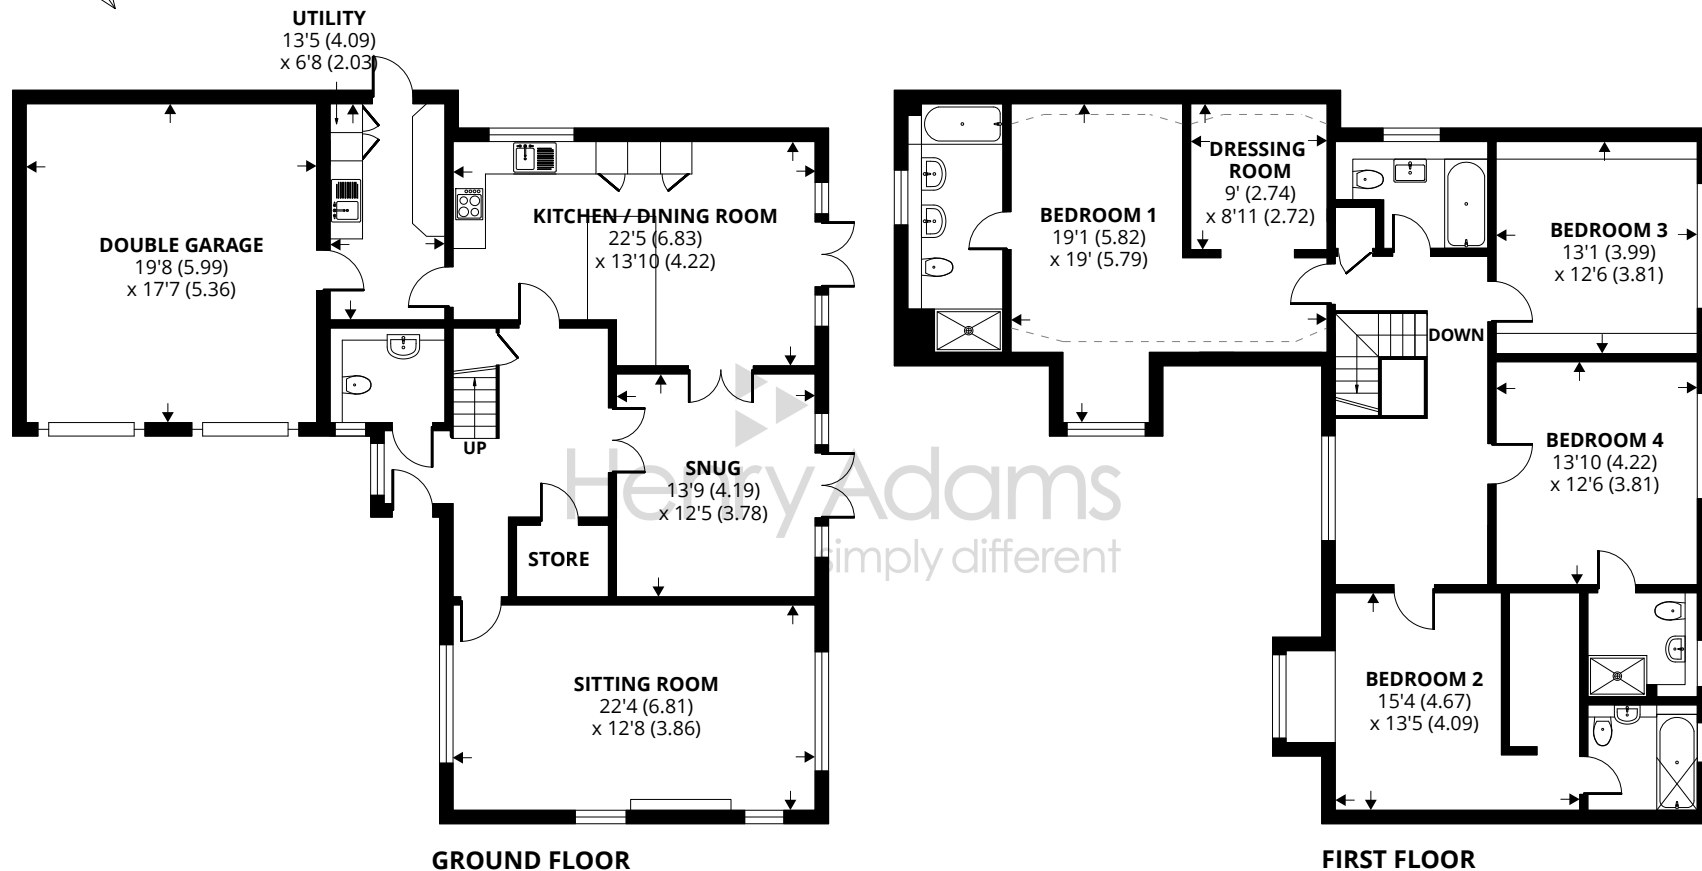 UTILITY
13'5 (4.09)
x 6'8 (2.03)
DOUBLE GARAGE
19'8 (5.99)
x 17'7 (5.36)
KITCHEN / DINING ROOM
22'5 (6.83)
x 13'10 (4.22)
UP
SNUG
13'9 (4.19)
x 12'5 (3.78)
STORE
SITTING ROOM
22'4 (6.81)
x 12'8 (3.86)
GROUND FLOOR
Henry Adams
simply different
BEDROOM 1
19'1 (5.82)
x 19' (5.79)
DRESSING
ROOM
9' (2.74)
x 8'11 (2.72)
BEDROOM 3
13'1 (3.99)
x 12'6 (3.81)
DOWN
BEDROOM 4
13'10 (4.22)
x 12'6 (3.81)
BEDROOM 2
15'4 (4.67)
x 13'5 (4.09)
FIRST FLOOR